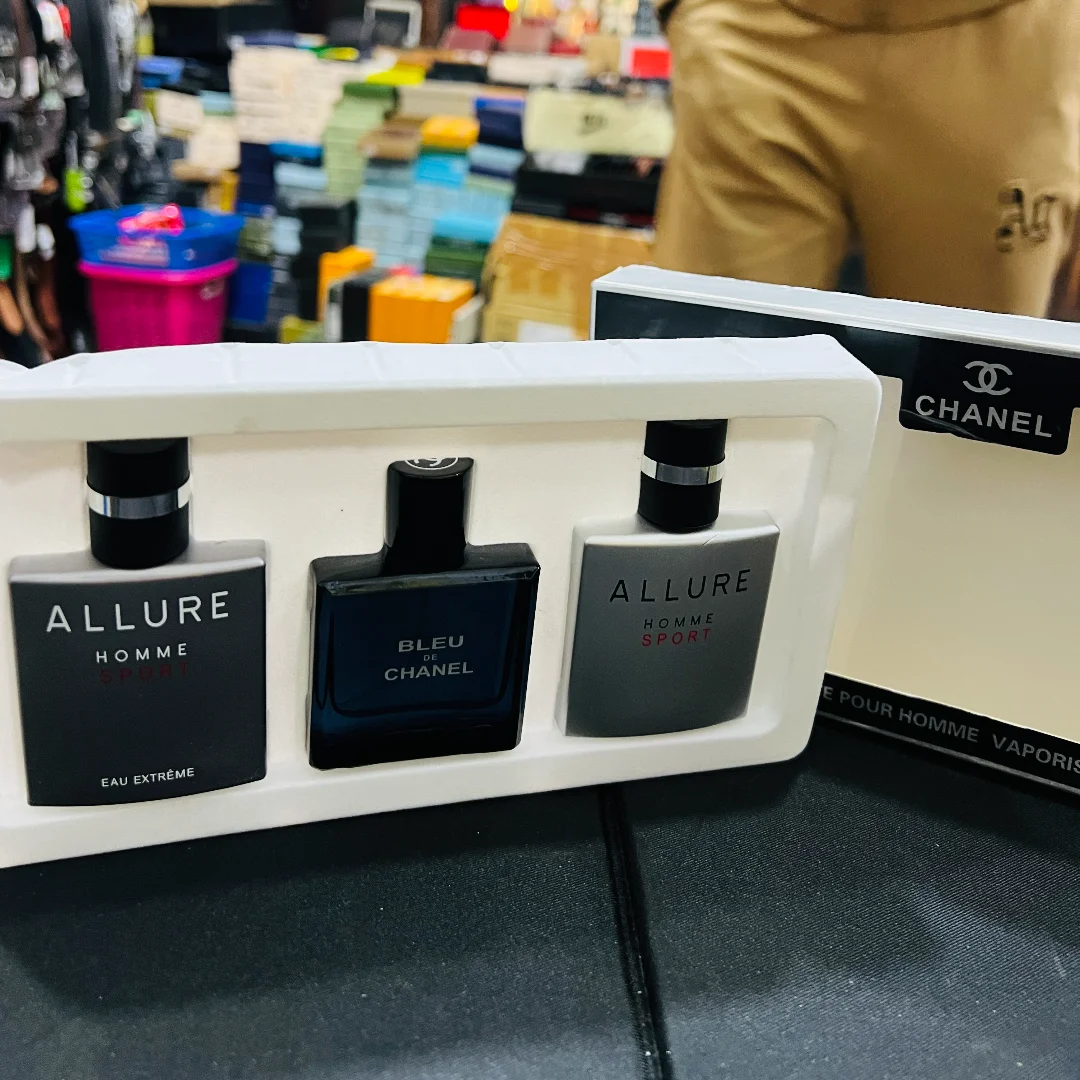 CHANEL
ALLURE
HOMME
SPORT
EAU EXTRÊME
BLEU
DE
CHANEL
ALLURE
HOMME
SPORT
POUR HOMME VAPORIS